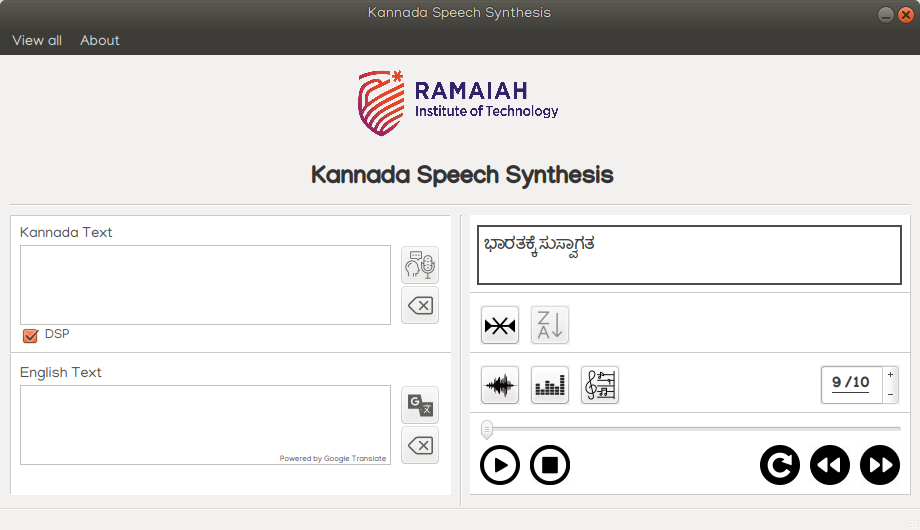 Kannada Speech Synthesis
View all About
RAMAIAH
Institute of Technology
Kannada Speech Synthesis
Kannada Text
DSP
English Text
Powered by Google Translate
ಭಾರತಕ್ಕೆ ಸುಸ್ವಾಗತ
Z
A
9 /10
+
-